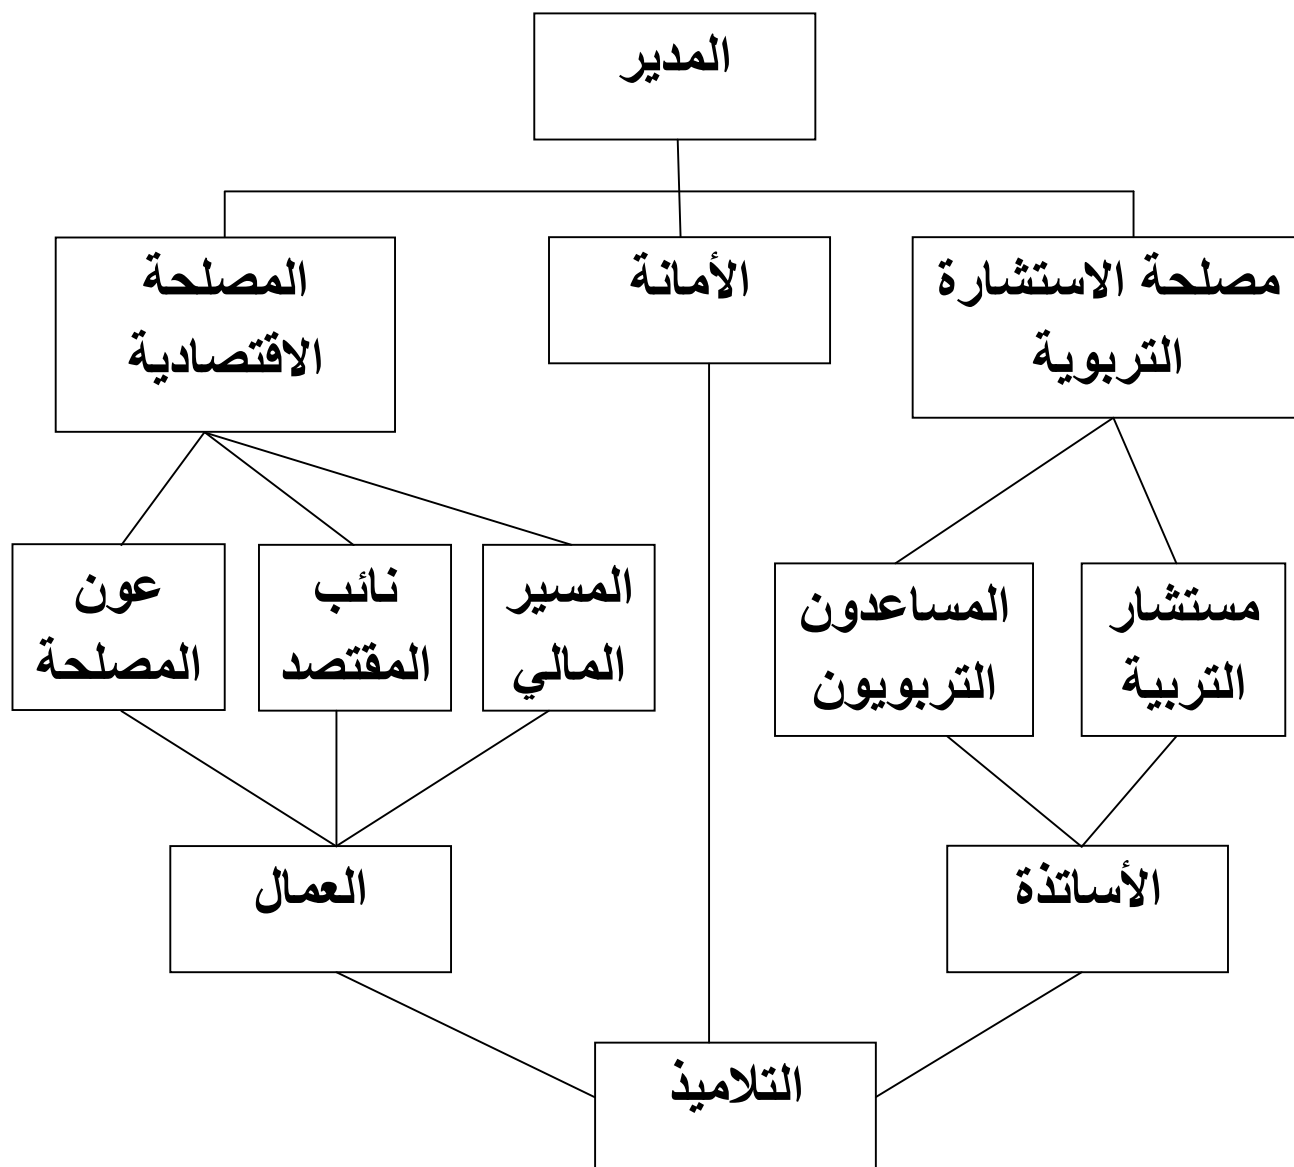 المدير
مصلحة الاستشارة
التربوية
الأمانة
المصلحة
الاقتصادية
مستشار
التربية
المساعدون
التربويون
المسير
المالي
نائب
المقتصد
عون
المصلحة
الأساتذة
العمال
التلاميذ